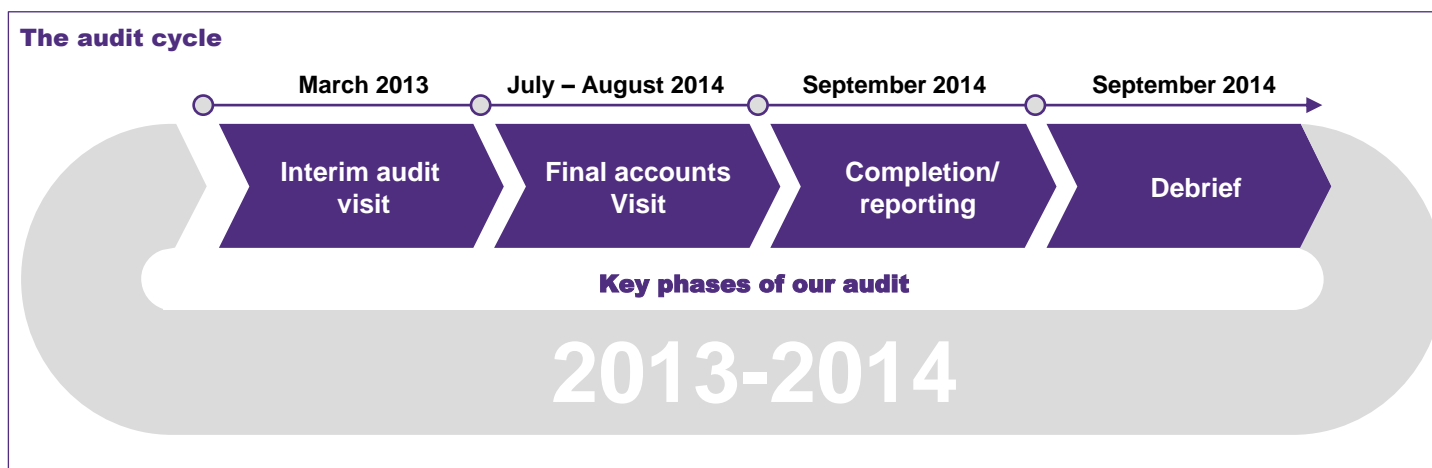 The audit cycle
March 2013
July – August 2014
September 2014
September 2014
Interim audit
visit
Final accounts
Visit
Completion/
reporting
Debrief
Key phases of our audit
2013-2014